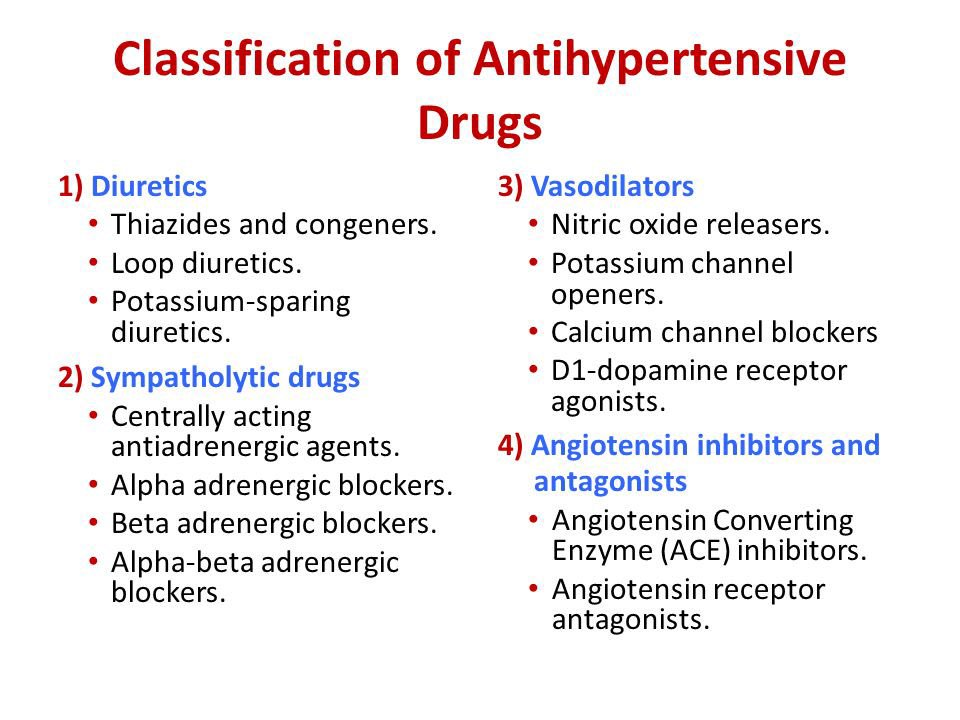 Classification of Antihypertensive
Drugs
1) Diuretics
• Thiazides and congeners.
• Loop diuretics.
• Potassium-sparing
diuretics.
2) Sympatholytic drugs
• Centrally acting
antiadrenergic agents.
• Alpha adrenergic blockers.
• Beta adrenergic blockers.
• Alpha-beta adrenergic
blockers.
3) Vasodilators
• Nitric oxide releasers.
• Potassium channel
openers.
• Calcium channel blockers
• D1-dopamine receptor
agonists.
4) Angiotensin inhibitors and
antagonists
• Angiotensin Converting
Enzyme (ACE) inhibitors.
• Angiotensin receptor
antagonists.